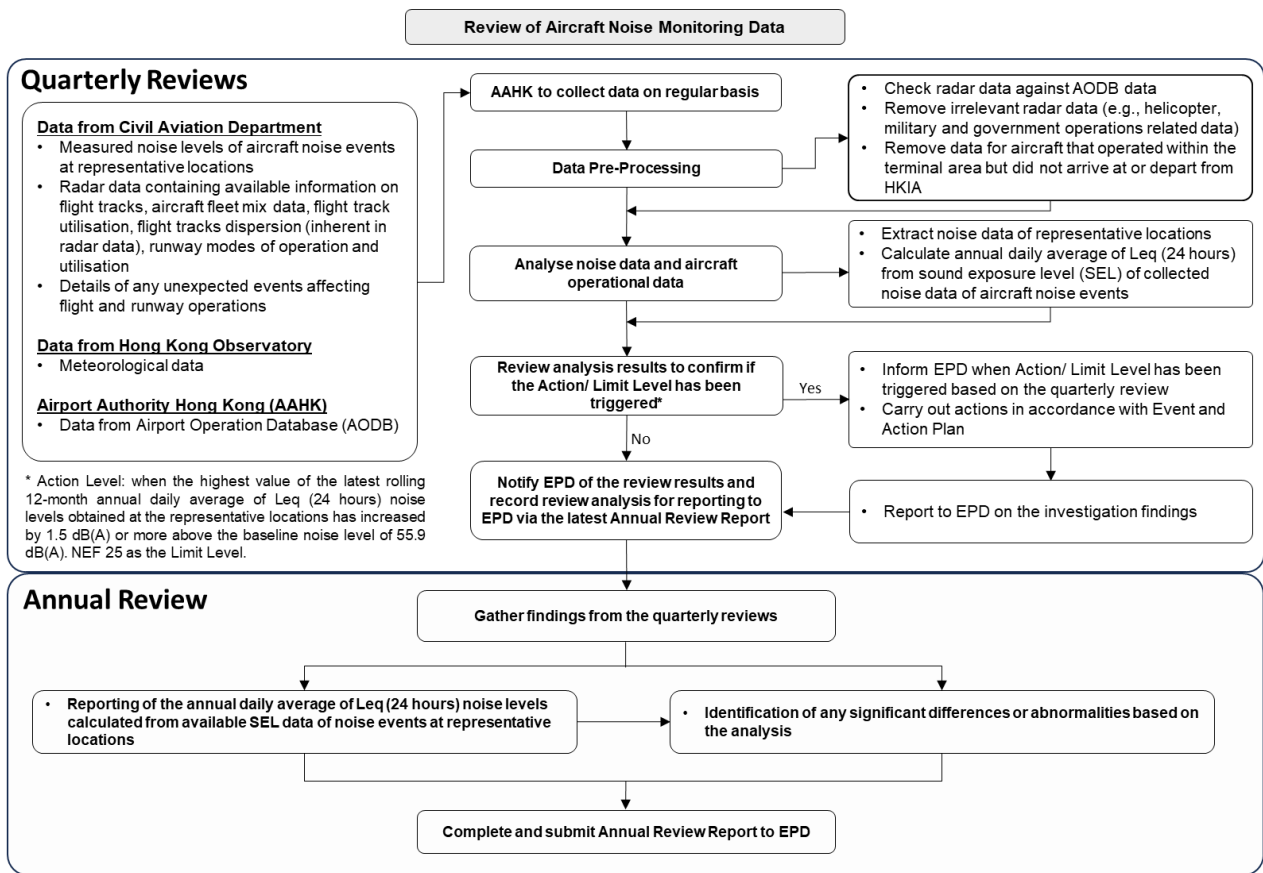 Review of Aircraft Noise Monitoring Data
Quarterly Reviews
Data from Civil Aviation Department
• Measured noise levels of aircraft noise events
at representative locations
• Radar data containing available information on
flight tracks, aircraft fleet mix data, flight track
utilisation, flight tracks dispersion (inherent in
radar data), runway modes of operation and
utilisation
• Details of any unexpected events affecting
flight and runway operations
Data from Hong Kong Observatory
• Meteorological data
Airport Authority Hong Kong (AAHK)
• Data from Airport Operation Database (AODB)
* Action Level: when the highest value of the latest rolling
12-month annual daily average of Leq (24 hours) noise
levels obtained at the representative locations has increased
by 1.5 dB(A) or more above the baseline noise level of 55.9
dB(A). NEF 25 as the Limit Level.
AAHK to collect data on regular basis
Data Pre-Processing
• Check radar data against AODB data
• Remove irrelevant radar data (e.g., helicopter,
military and government operations related data)
• Remove data for aircraft that operated within the
terminal area but did not arrive at or depart from
HKIA
Analyse noise data and aircraft
operational data
• Extract noise data of representative locations
• Calculate annual daily average of Leq (24 hours)
from sound exposure level (SEL) of collected
noise data of aircraft noise events
Review analysis results to confirm if
the Action/ Limit Level has been
triggered*
Yes
• Inform EPD when Action/ Limit Level has been
triggered based on the quarterly review
• Carry out actions in accordance with Event and
Action Plan
No
Notify EPD of the review results and
record review analysis for reporting to
EPD via the latest Annual Review Report
• Report to EPD on the investigation findings
Annual Review
Gather findings from the quarterly reviews
• Reporting of the annual daily average of Leq (24 hours) noise levels
calculated from available SEL data of noise events at representative
locations
• Identification of any significant differences or abnormalities based on
the analysis
Complete and submit Annual Review Report to EPD